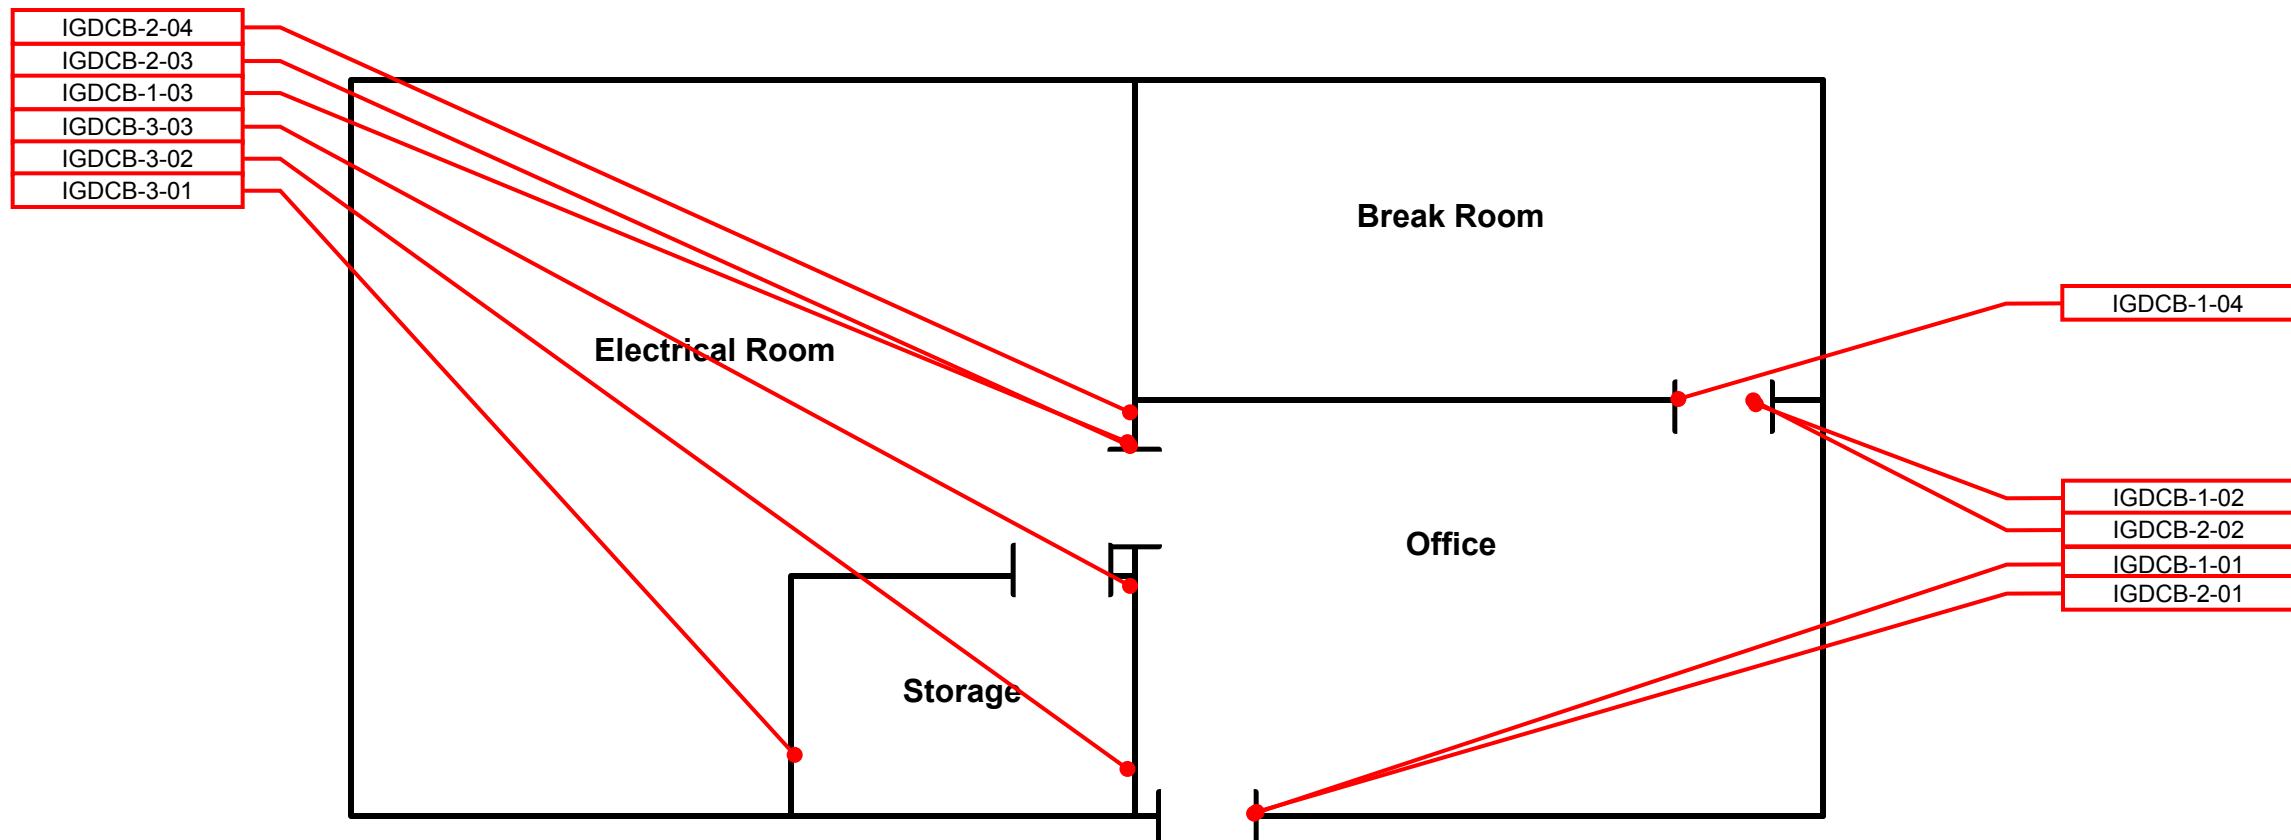 IGDCB-2-04
IGDCB-2-03
IGDCB-1-03
IGDCB-3-03
IGDCB-3-02
IGDCB-3-01
Break Room
IGDCB-1-04
Electrical Room
IGDCB-1-02
IGDCB-2-02
Office
IGDCB-1-01
IGDCB-2-01
Storage